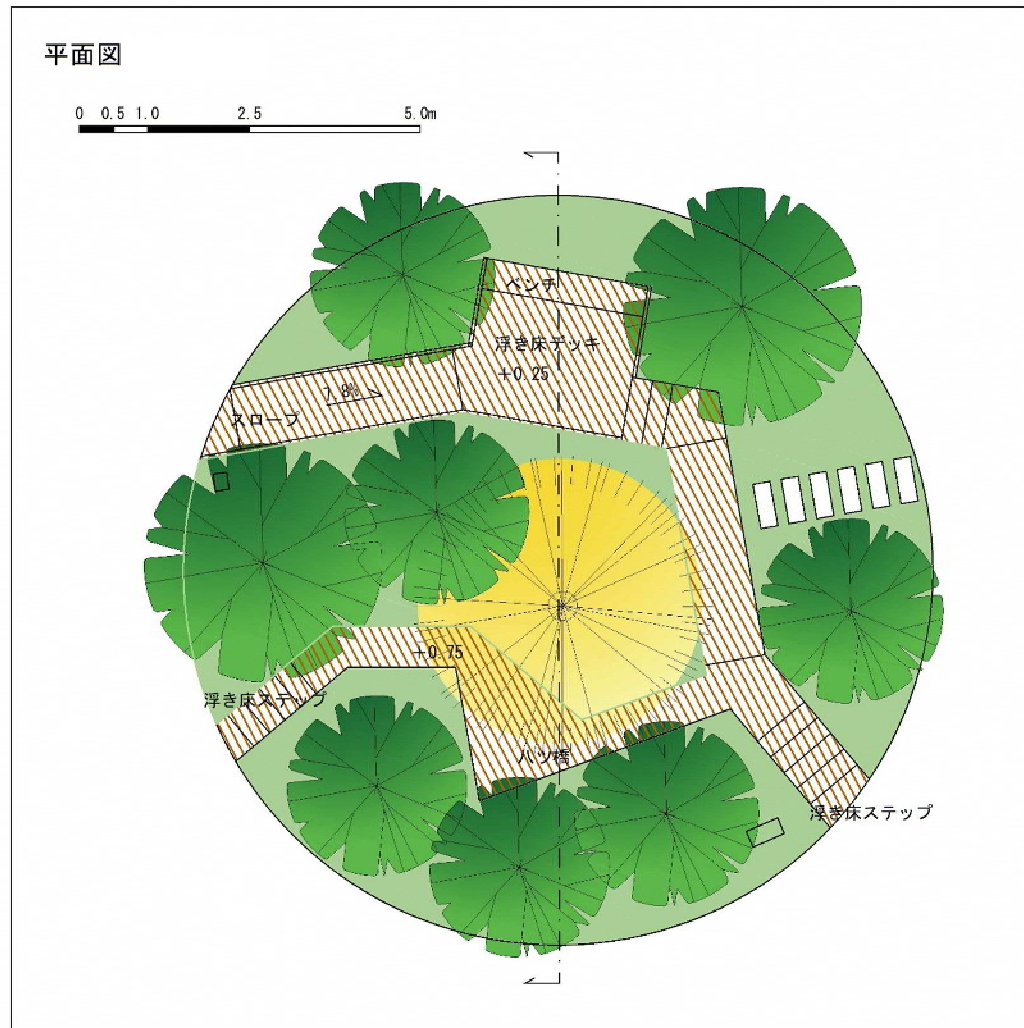 平面図
0 0.5 1.0 2.5 5.0m
ベンチ
浮き床デッキ
+0.25
7.8%
スロープ
+0.75
浮き床ステップ
八ツ橋
浮き床ステップ